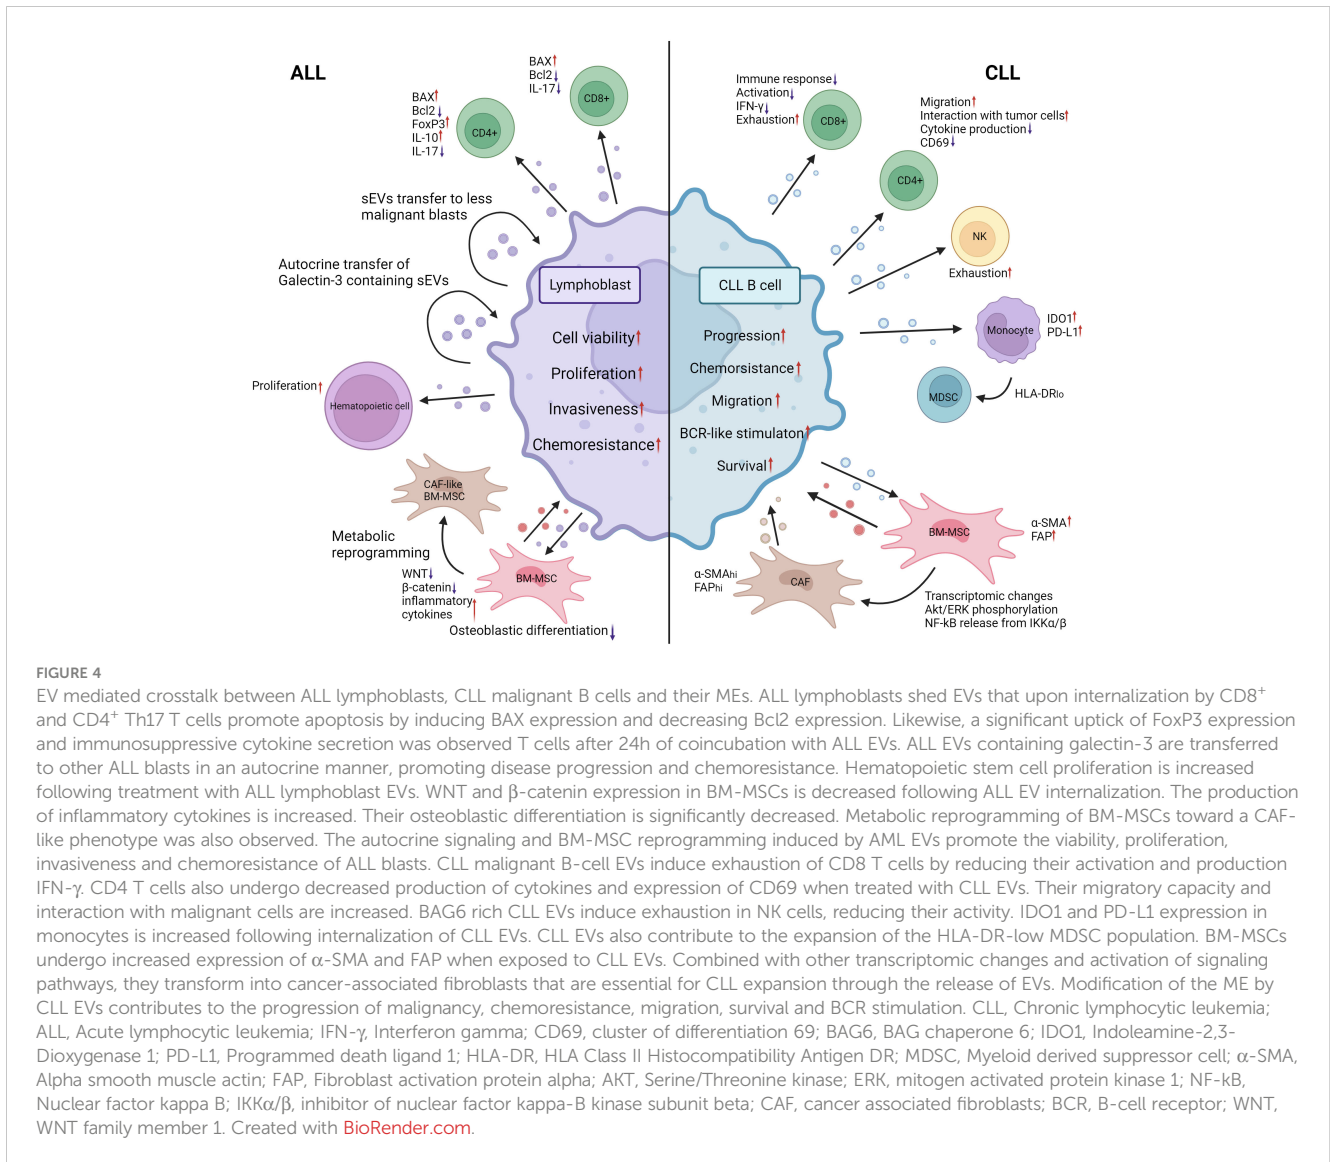 ALL
CLL
BAX↑
Bcl2↓
IL-17↓
CD8+
BAX↑
Bcl2↓
FoxP3↑
IL-10↑
IL-17↓
CD4+
sEVs transfer to less
malignant blasts
Autocrine transfer of
Galectin-3 containing sEVs
Lymphoblast
Cell viability↑
Proliferation↑
Invasiveness↑
Chemoresistance↑
Proliferation↑
Hematopoietic cell
CAF-like
BM-MSC
Metabolic
reprogramming
WNT↓
β-catenin↓
inflammatory↑
cytokines
BM-MSC
Osteoblastic differentiation↓
Immune response↓
Activation↓
IFN-γ↓
Exhaustion↑
CD8+
Migration↑
Interaction with tumor cells↑
Cytokine production↓
CD69↓
CD4+
NK
Exhaustion↑
CLL B cell
Progression↑
Chemorsistance↑
Migration↑
BCR-like stimulaton↑
Survival↑
Monocyte
IDO1↑
PD-L1↑
MDSC
HLA-DRlo
BM-MSC
α-SMA↑
FAP↑
α-SMAhi
FAPhi
CAF
Transcriptomic changes
Akt/ERK phosphorylation
NF-kB release from IKKα/β
FIGURE 4
EV mediated crosstalk between ALL lymphoblasts, CLL malignant B cells and their MEs. ALL lymphoblasts shed EVs that upon internalization by CD8+
and CD4+ Th17 T cells promote apoptosis by inducing BAX expression and decreasing Bcl2 expression. Likewise, a significant uptick of FoxP3 expression
and immunosuppressive cytokine secretion was observed T cells after 24h of coincubation with ALL EVs. ALL EVs containing galectin-3 are transferred
to other ALL blasts in an autocrine manner, promoting disease progression and chemoresistance. Hematopoietic stem cell proliferation is increased
following treatment with ALL lymphoblast EVs. WNT and β-catenin expression in BM-MSCs is decreased following ALL EV internalization. The production
of inflammatory cytokines is increased. Their osteoblastic differentiation is significantly decreased. Metabolic reprogramming of BM-MSCs toward a CAF-
like phenotype was also observed. The autocrine signaling and BM-MSC reprogramming induced by AML EVs promote the viability, proliferation,
invasiveness and chemoresistance of ALL blasts. CLL malignant B-cell EVs induce exhaustion of CD8 T cells by reducing their activation and production
IFN-γ. CD4 T cells also undergo decreased production of cytokines and expression of CD69 when treated with CLL EVs. Their migratory capacity and
interaction with malignant cells are increased. BAG6 rich CLL EVs induce exhaustion in NK cells, reducing their activity. IDO1 and PD-L1 expression in
monocytes is increased following internalization of CLL EVs. CLL EVs also contribute to the expansion of the HLA-DR-low MDSC population. BM-MSCs
undergo increased expression of α-SMA and FAP when exposed to CLL EVs. Combined with other transcriptomic changes and activation of signaling
pathways, they transform into cancer-associated fibroblasts that are essential for CLL expansion through the release of EVs. Modification of the ME by
CLL EVs contributes to the progression of malignancy, chemoresistance, migration, survival and BCR stimulation. CLL, Chronic lymphocytic leukemia;
ALL, Acute lymphocytic leukemia; IFN-γ, Interferon gamma; CD69, cluster of differentiation 69; BAG6, BAG chaperone 6; IDO1, Indoleamine-2,3-
Dioxygenase 1; PD-L1, Programmed death ligand 1; HLA-DR, HLA Class II Histocompatibility Antigen DR; MDSC, Myeloid derived suppressor cell; α-SMA,
Alpha smooth muscle actin; FAP, Fibroblast activation protein alpha; AKT, Serine/Threonine kinase; ERK, mitogen activated protein kinase 1; NF-kB,
Nuclear factor kappa B; IKKα/β, inhibitor of nuclear factor kappa-B kinase subunit beta; CAF, cancer associated fibroblasts; BCR, B-cell receptor; WNT,
WNT family member 1. Created with BioRender.com.